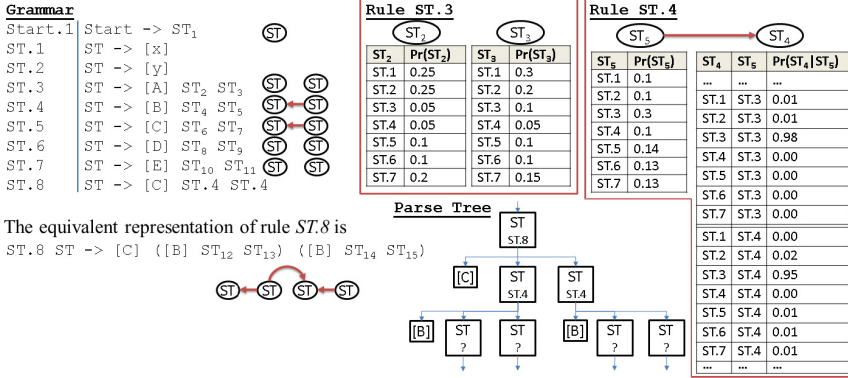 Grammar
Start.1 Start -> ST1 ST
ST.1 ST -> [x]
ST.2 ST -> [y]
ST.3 ST -> [A] ST2 ST3 ST ST
ST.4 ST -> [B] ST4 ST5 ST ST
ST.5 ST -> [C] ST6 ST7 ST ST
ST.6 ST -> [D] ST8 ST9 ST ST
ST.7 ST -> [E] ST10 ST11 ST ST
ST.8 ST -> [C] ST.4 ST.4
The equivalent representation of rule ST.8 is
ST.8 ST -> [C] ([B] ST12 ST13) ([B] ST14 ST15)
ST ST ST ST
Rule ST.3
ST2 ST3
ST2 Pr(ST2)
ST.1 0.25
ST.2 0.25
ST.3 0.05
ST.4 0.05
ST.5 0.1
ST.6 0.1
ST.7 0.2
ST3 Pr(ST3)
ST.1 0.3
ST.2 0.2
ST.3 0.1
ST.4 0.05
ST.5 0.1
ST.6 0.1
ST.7 0.15
Rule ST.4
ST5 ST4
ST5 Pr(ST5)
ST.1 0.1
ST.2 0.1
ST.3 0.3
ST.4 0.1
ST.5 0.14
ST.6 0.13
ST.7 0.13
ST4 ST5 Pr(ST4|ST5)
... ... ...
ST.1 ST.3 0.01
ST.2 ST.3 0.01
ST.3 ST.3 0.98
ST.4 ST.3 0.00
ST.5 ST.3 0.00
ST.6 ST.3 0.00
ST.7 ST.3 0.00
ST.1 ST.4 0.00
ST.2 ST.4 0.02
ST.3 ST.4 0.95
ST.4 ST.4 0.00
ST.5 ST.4 0.01
ST.6 ST.4 0.01
ST.7 ST.4 0.01
... ... ...
Parse Tree
ST
ST.8
[C] ST ST
ST.4 ST.4
[B] ST ST [B] ST ST
? ? ? ?